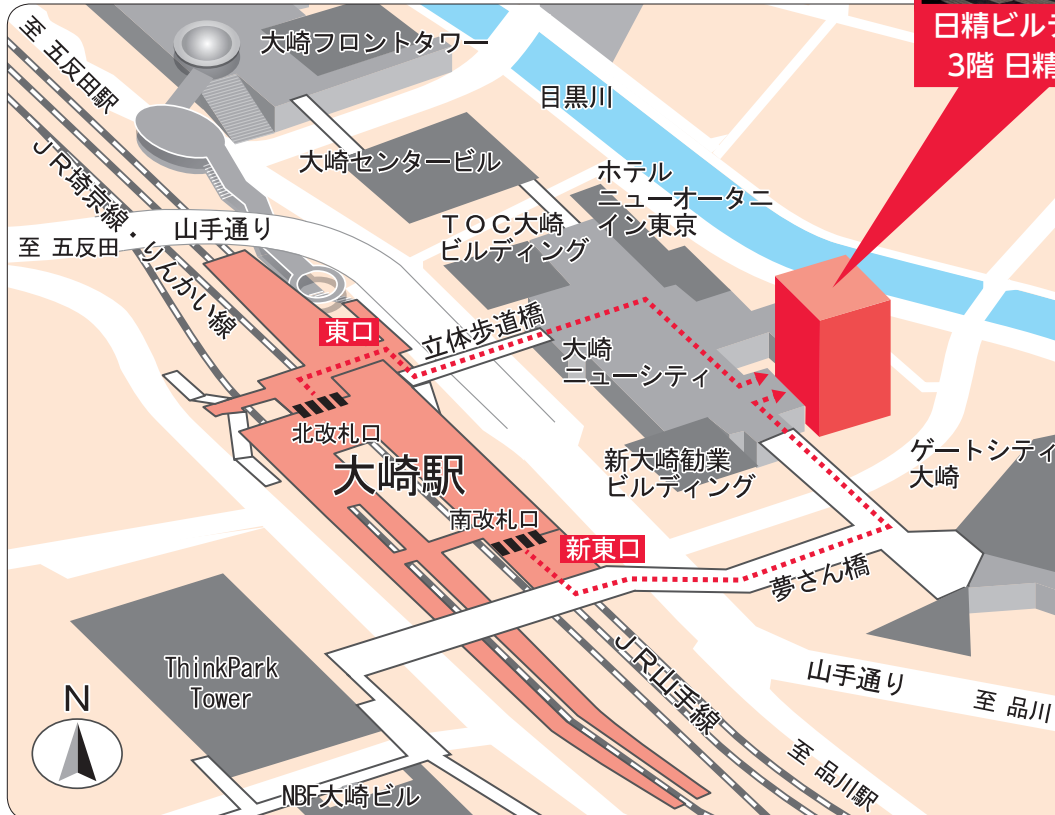 日精ビルデ
3階 日精
至 五反田駅
大崎フロントタワー
目黒川
大崎センタービル
ホテル
ニューオータニ
イン東京
JR埼京線・りんかい線
山手通り
至 五反田
TOC大崎
ビルディング
東口
立体歩道橋
大崎
ニューシティ
北改札口
大崎駅
新大崎勧業
ビルディング
ゲートシティ
大崎
南改札口
新東口
夢さん橋
ThinkPark
Tower
JR山手線
山手通り
至 品川
N
至 品川駅
NBF大崎ビル